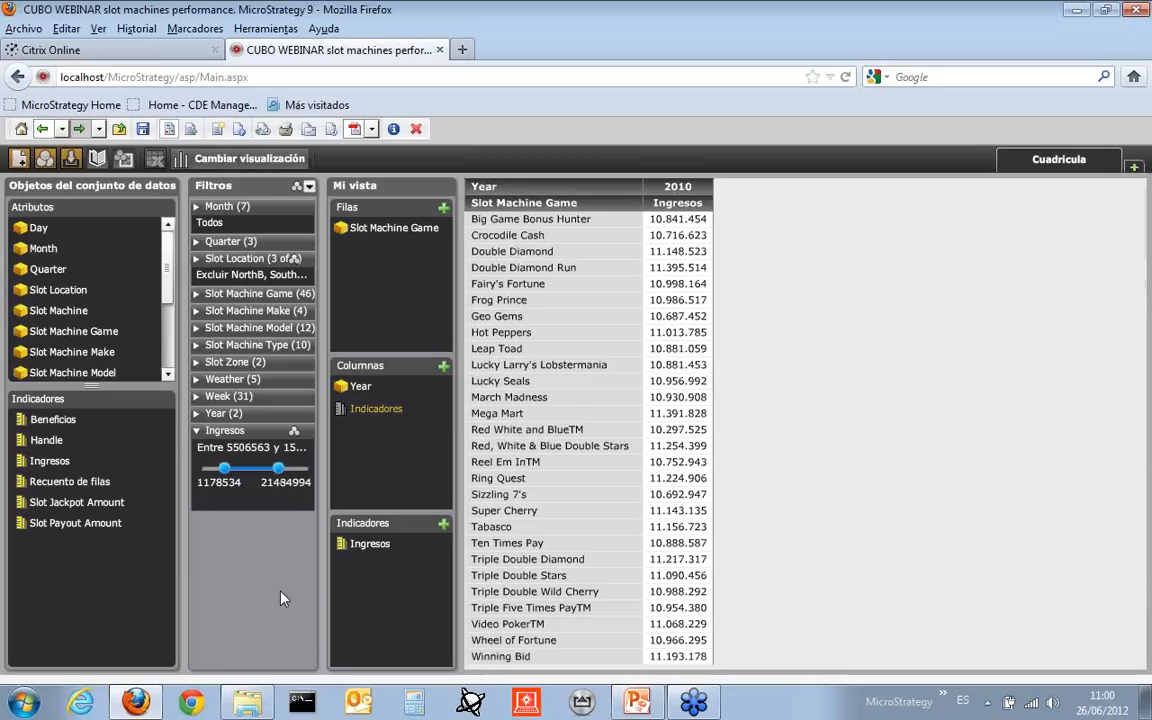 CUBO WEBINAR slot machines performance. MicroStrategy 9 - Mozilla Firefox
Archivo Editar Ver Historial Marcadores Herramientas Ayuda
Citrix Online
CUBO WEBINAR slot machines perfor...
localhost/MicroStrategy/asp/Main.aspx
Google
MicroStrategy Home
Home - CDE Manage...
Más visitados
Cambiar visualización
Cuadricula
Objetos del conjunto de datos
Atributos
Day
Month
Quarter
Slot Location
Slot Machine
Slot Machine Game
Slot Machine Make
Slot Machine Model
Indicadores
Beneficios
Handle
Ingresos
Recuento de filas
Slot Jackpot Amount
Slot Payout Amount
Filtros
Month (7)
Todos
Quarter (3)
Slot Location (3 of
Excluir NorthB, South...
Slot Machine Game (46)
Slot Machine Make (4)
Slot Machine Model (12)
Slot Machine Type (10)
Slot Zone (2)
Weather (5)
Week (31)
Year (2)
Ingresos
Entre 5506563 y 15...
1178534 21484994
Mi vista
Filas
Slot Machine Game
Columnas
Year
Indicadores
Indicadores
Ingresos
Year 2010
Slot Machine Game Ingresos
Big Game Bonus Hunter 10.841.454
Crocodile Cash 10.716.623
Double Diamond 11.148.523
Double Diamond Run 11.395.514
Fairy's Fortune 10.998.164
Frog Prince 10.986.517
Geo Gems 10.687.452
Hot Peppers 11.013.785
Leap Toad 10.881.059
Lucky Larry's Lobstermania 10.881.453
Lucky Seals 10.956.992
March Madness 10.930.908
Mega Mart 11.391.828
Red White and BlueTM 10.297.525
Red, White & Blue Double Stars 11.254.399
Reel Em InTM 10.752.943
Ring Quest 11.224.906
Sizzling 7's 10.692.947
Super Cherry 11.143.135
Tabasco 11.156.723
Ten Times Pay 10.888.587
Triple Double Diamond 11.217.317
Triple Double Stars 11.090.456
Triple Double Wild Cherry 10.988.292
Triple Five Times PayTM 10.954.380
Video PokerTM 11.068.229
Wheel of Fortune 10.966.295
Winning Bid 11.193.178
MicroStrategy » ES
11:00
26/06/2012